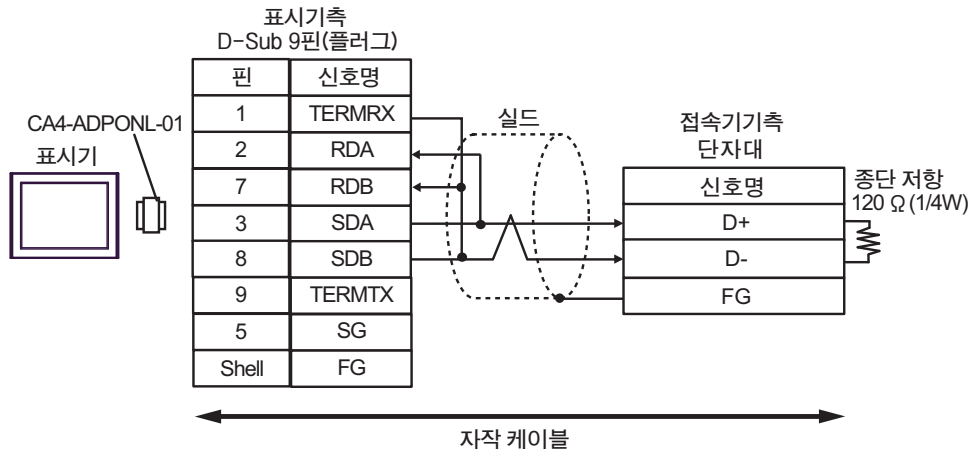 표시기측
D-Sub 9핀(플러그)
핀 신호명
1 TERMRX
2 RDA
7 RDB
3 SDA
8 SDB
9 TERMTX
5 SG
Shell FG
CA4-ADPONL-01
표시기
실드
접속기기측
단자대
신호명
D+
D-
FG
종단 저항
120 Ω (1/4W)
자작 케이블